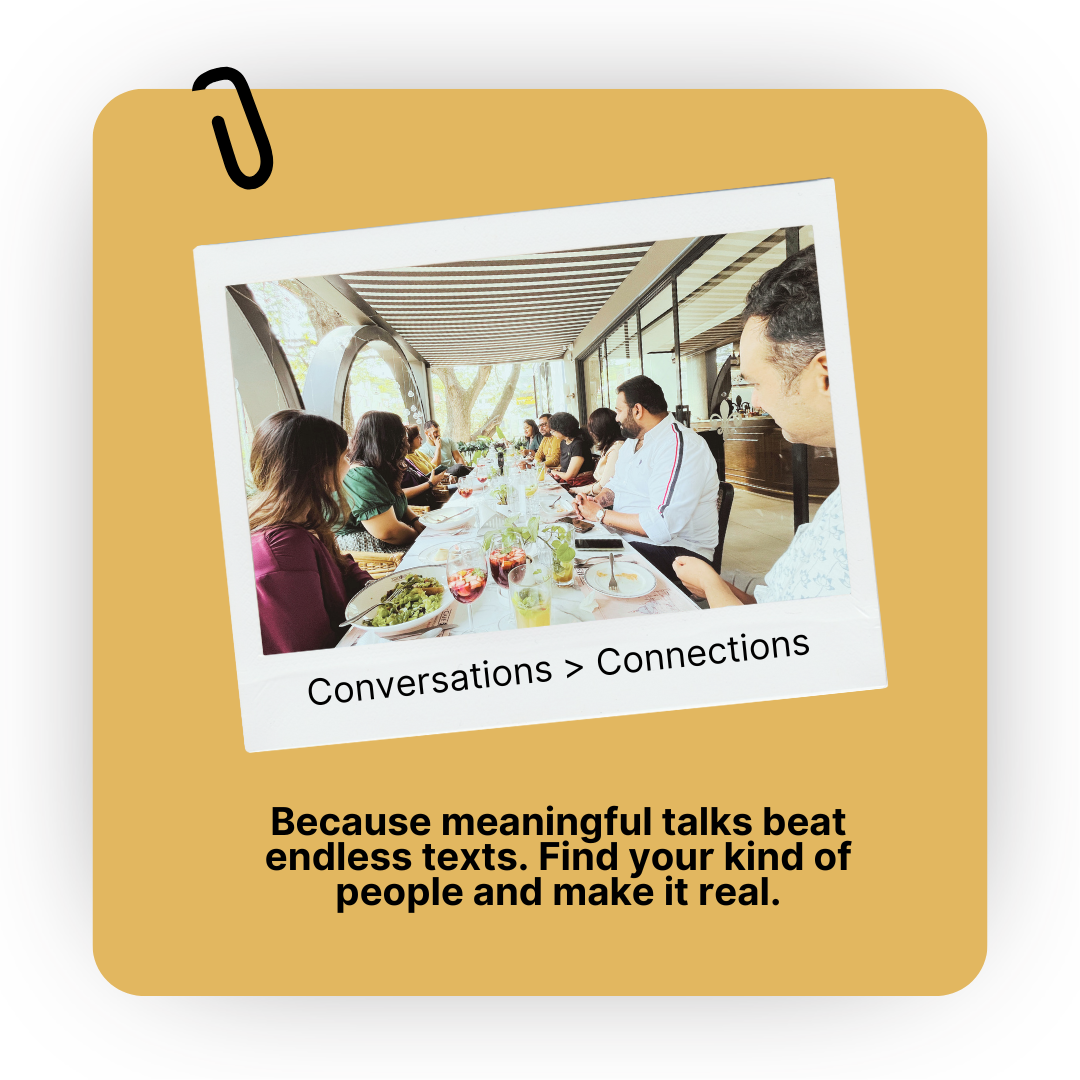 Conversations > Connections
Because meaningful talks beat
endless texts. Find your kind of
people and make it real.